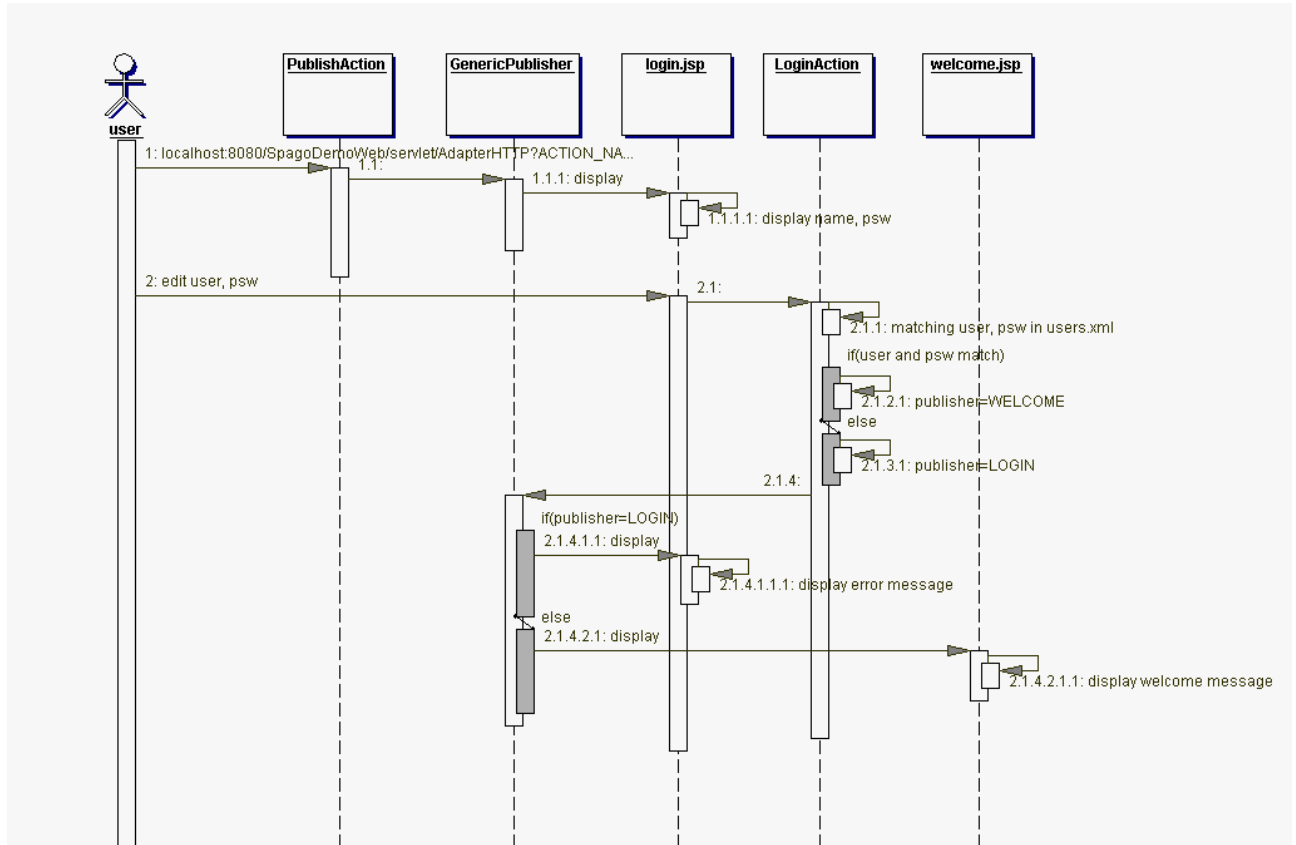 PublishAction
GenericPublisher
login.jsp
LoginAction
welcome.jsp
user
1: localhost:8080/SpagoDemoWeb/servlet/AdapterHTTP?ACTION_NA...
1.1:
1.1.1: display
1.1.1.1: display name, psw
2: edit user, psw
2.1:
2.1.1: matching user, psw in users.xml
if(user and psw match)
2.1.2.1: publisher=WELCOME
else
2.1.3.1: publisher=LOGIN
2.1.4:
if(publisher=LOGIN)
2.1.4.1.1: display
2.1.4.1.1.1: display error message
else
2.1.4.2.1: display
2.1.4.2.1.1: display welcome message